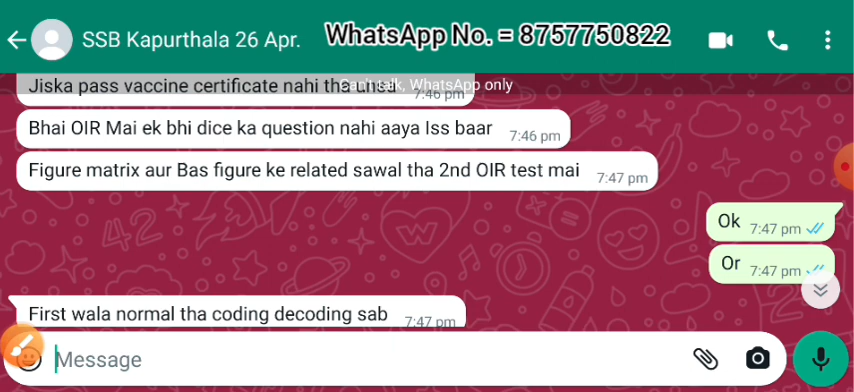 SSB Kapurthala 26 Apr. WhatsApp No. = 8757750822
Can't talk, WhatsApp only
Jiska pass vaccine certificate nahi tha
7:46 pm
Bhai OIR Mai ek bhi dice ka question nahi aaya Iss baar 7:46 pm
Figure matrix aur Bas figure ke related sawal tha 2nd OIR test mai 7:47 pm
Ok 7:47 pm
Or 7:47 pm
First wala normal tha coding decoding sab 7:47 pm
Message